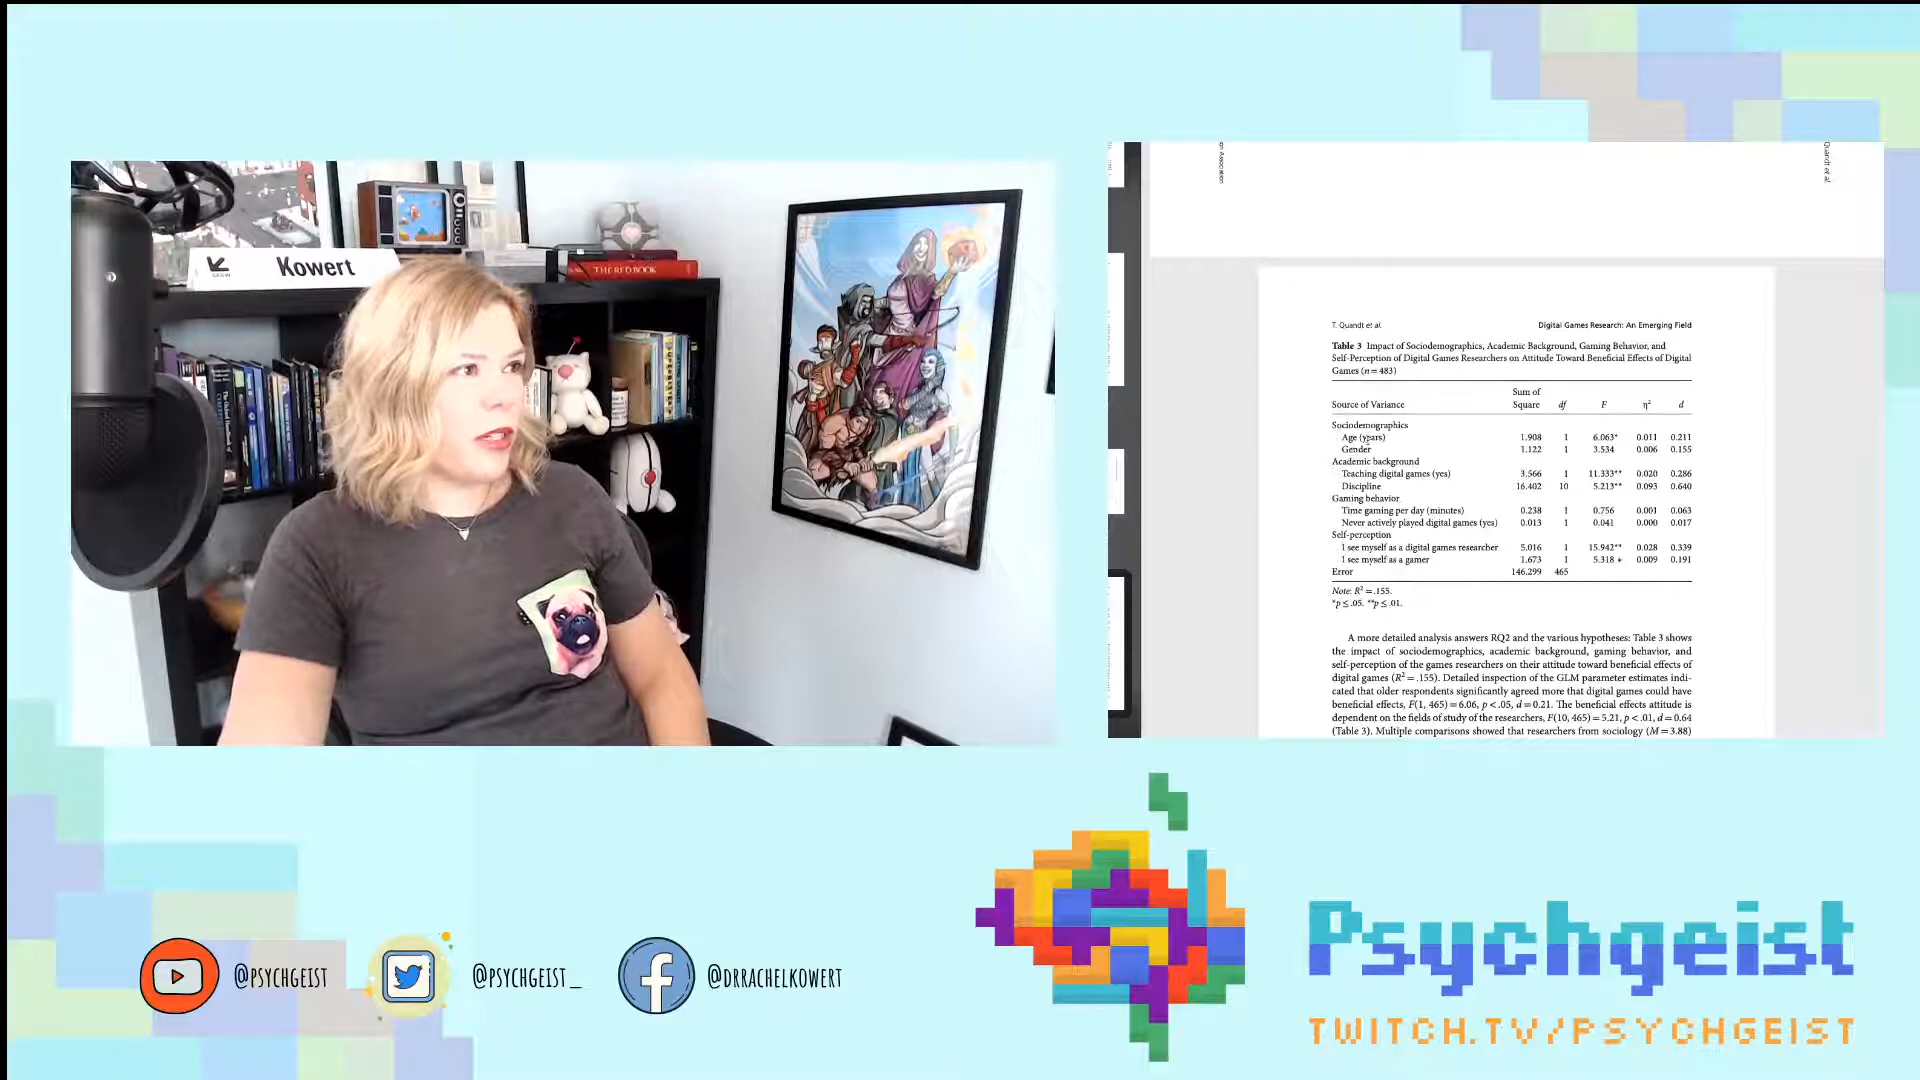 Kowert
THE RED BOOK
on Association
Quandt et al.
T. Quandt et al.
Digital Games Research: An Emerging Field
Table 3 Impact of Sociodemographics, Academic Background, Gaming Behavior, and
Self-Perception of Digital Games Researchers on Attitude Toward Beneficial Effects of Digital
Games (n = 483)
Sum of
Source of Variance Square df F η² d
Sociodemographics
Age (years) 1.908 1 6.063* 0.011 0.211
Gender 1.122 1 3.534 0.006 0.155
Academic background
Teaching digital games (yes) 3.566 1 11.333** 0.020 0.286
Discipline 16.402 10 5.213** 0.093 0.640
Gaming behavior
Time gaming per day (minutes) 0.238 1 0.756 0.001 0.063
Never actively played digital games (yes) 0.013 1 0.041 0.000 0.017
Self-perception
I see myself as a digital games researcher 5.016 1 15.942** 0.028 0.339
I see myself as a gamer 1.673 1 5.318 * 0.009 0.191
Error 146.299 465
Note: R² = .155.
*p ≤ .05. **p ≤ .01.
A more detailed analysis answers RQ2 and the various hypotheses: Table 3 shows
the impact of sociodemographics, academic background, gaming behavior, and
self-perception of the games researchers on their attitude toward beneficial effects of
digital games (R² = .155). Detailed inspection of the GLM parameter estimates indi-
cated that older respondents significantly agreed more that digital games could have
beneficial effects, F(1, 465) = 6.06, p < .05, d = 0.21. The beneficial effects attitude is
dependent on the fields of study of the researchers, F(10, 465) = 5.21, p < .01, d = 0.64
(Table 3). Multiple comparisons showed that researchers from sociology (M = 3.88)
@PSYCHGEIST
@PSYCHGEIST_
@DRRACHELKOWERT
Psychgeist
TWITCH.TV/PSYCHGEIST